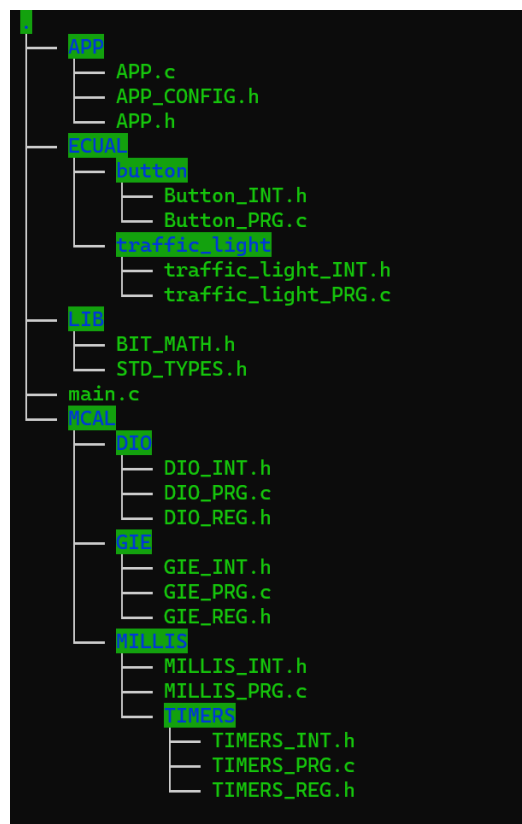 .
APP
APP.c
APP_CONFIG.h
APP.h
ECUAL
button
Button_INT.h
Button_PRG.c
traffic_light
traffic_light_INT.h
traffic_light_PRG.c
LIB
BIT_MATH.h
STD_TYPES.h
main.c
MCAL
DIO
DIO_INT.h
DIO_PRG.c
DIO_REG.h
GIE
GIE_INT.h
GIE_PRG.c
GIE_REG.h
MILLIS
MILLIS_INT.h
MILLIS_PRG.c
TIMERS
TIMERS_INT.h
TIMERS_PRG.c
TIMERS_REG.h